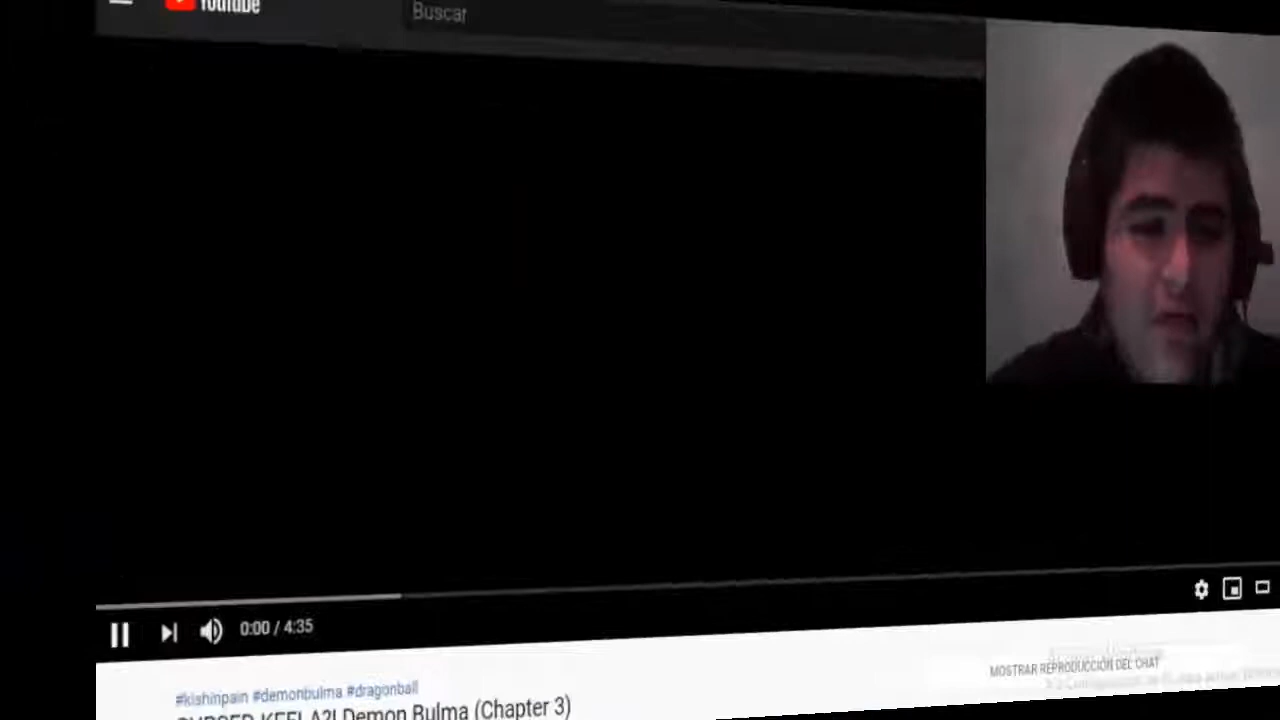 YouTube
Buscar
0:00 / 4:35
#kishinpain #demonbulma #dragonball
Demon Bulma (Chapter 3)
MOSTRAR REPRODUCCIÓN DEL CHAT